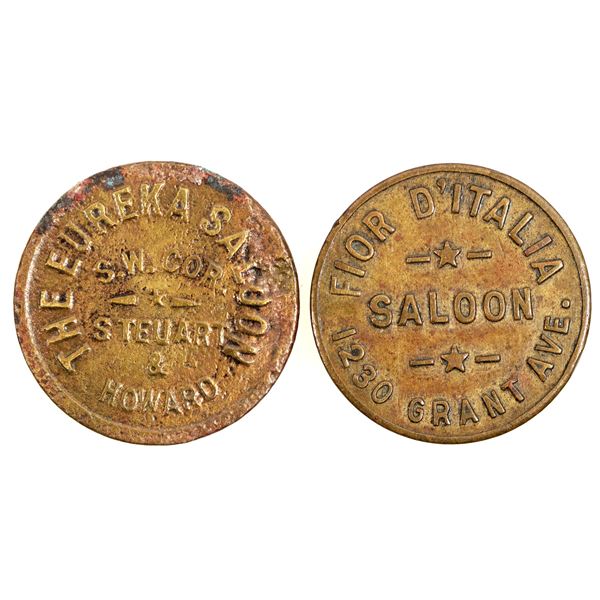 THE EUREKA SALOON
S.W. COR.
STEUART
&
HOWARD
FIOR D'ITALIA
SALOON
1230 GRANT AVE.